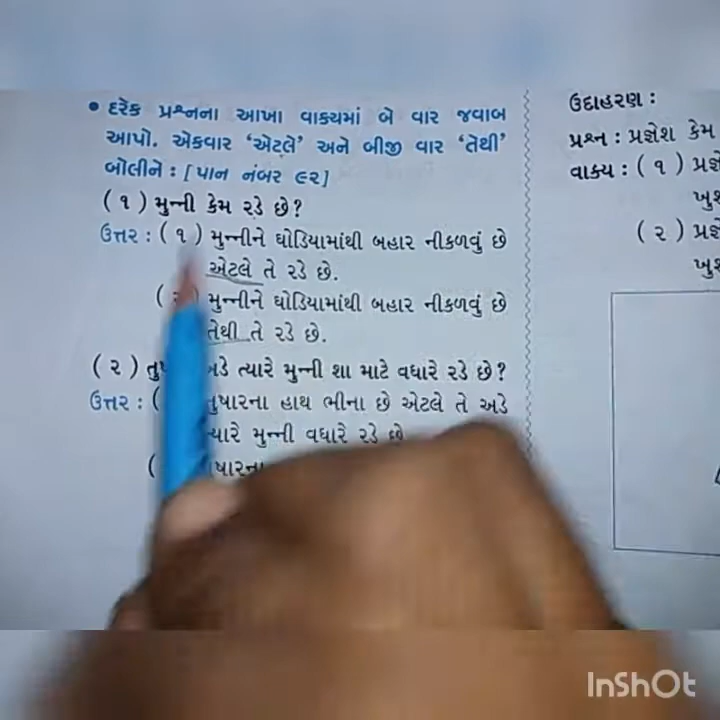 • દરેક પ્રશ્નના આખા વાક્યમાં બે વાર જવાબ
આપો. એકવાર ‘એટલે’ અને બીજી વાર ‘તેથી’
બોલીને : [પાન નંબર ૯૨]
(૧) મુન્ની કેમ રડે છે?
ઉત્તર : (૧) મુન્નીને ઘોડિયામાંથી બહાર નીકળવું છે
એટલે તે રડે છે.
મુન્નીને ઘોડિયામાંથી બહાર નીકળવું છે
તેથી તે રડે છે.
(૨) અડે ત્યારે મુન્ની શા માટે વધારે રડે છે?
ઉત્તર : ( તુષારના હાથ ભીના છે એટલે તે અડે
ત્યારે મુન્ની વધારે રડે છે
(
ઉદાહરણ :
પ્રશ્ન : પ્રજ્ઞેશ કેમ
વાક્ય : (૧)
(૨)
InShOt